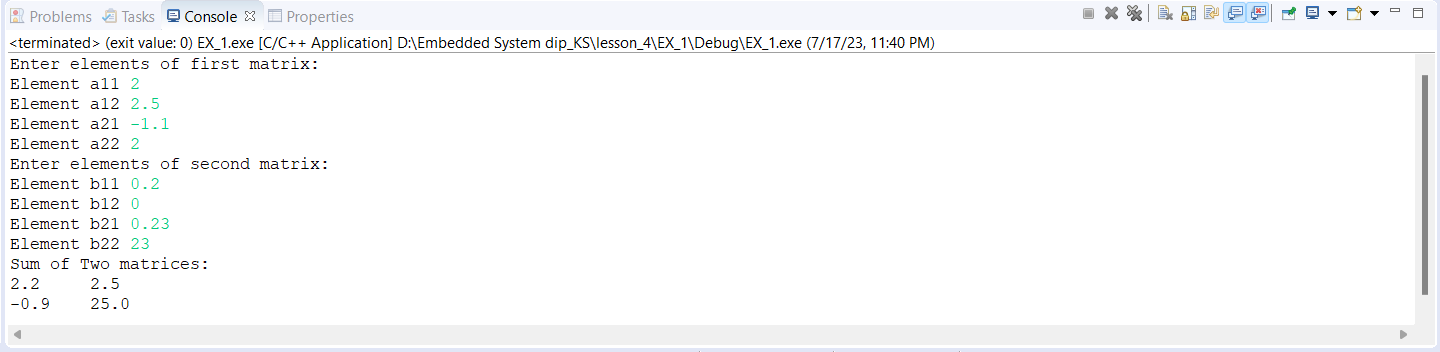 Problems Tasks Console Properties
<terminated> (exit value: 0) EX_1.exe [C/C++ Application] D:\Embedded System dip_KS\lesson_4\EX_1\Debug\EX_1.exe (7/17/23, 11:40 PM)
Enter elements of first matrix:
Element a11 2
Element a12 2.5
Element a21 -1.1
Element a22 2
Enter elements of second matrix:
Element b11 0.2
Element b12 0
Element b21 0.23
Element b22 23
Sum of Two matrices:
2.2     2.5
-0.9    25.0